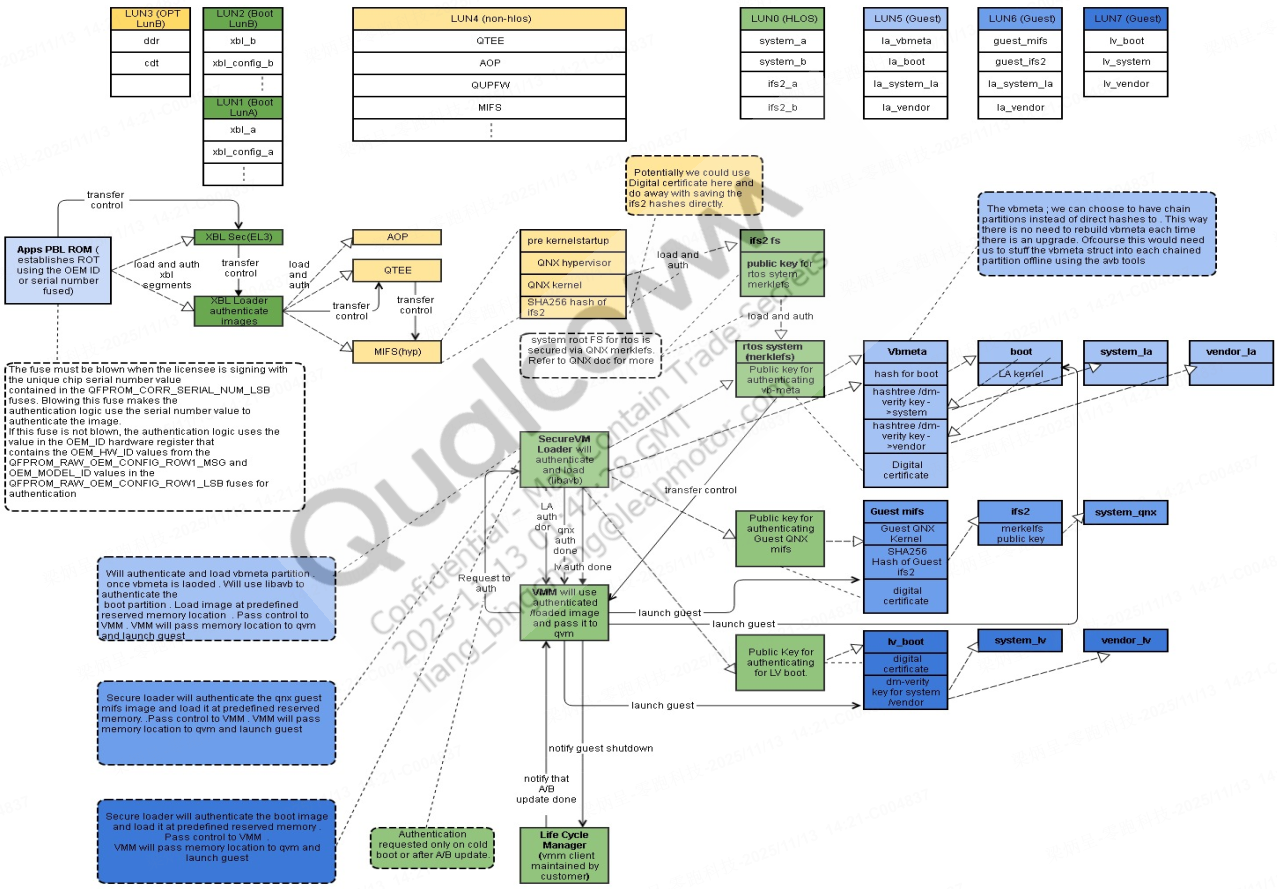 LUN3 (OPT
LunB)
ddr
cdt
LUN2 (Boot
LunB)
xbl_b
xbl_config_b
LUN1 (Boot
LunA)
xbl_a
xbl_config_a
LUN4 (non-hlos)
QTEE
AOP
QUPFW
MIFS
LUN0 (HLOS)
system_a
system_b
ifs2_a
ifs2_b
LUN5 (Guest)
la_vbmeta
la_boot
la_system_la
la_vendor
LUN6 (Guest)
guest_mifs
guest_ifs2
la_system_la
la_vendor
LUN7 (Guest)
lv_boot
lv_system
lv_vendor
transfer
control
Apps PBL ROM (
establishes ROT
using the OEM ID
or serial number
fused)
load and auth
xbl
segments
XBL Sec(EL3)
transfer
control
XBL Loader
authenticate
images
load
and
auth
AOP
QTEE
transfer
control
transfer
control
MIFS(hyp)
pre kernelstartup
QNX hypervisor
QNX kernel
SHA256 hash of
ifs2
Potentially we could use
Digital certificate here and
do away with saving the
ifs2 hashes directly.
load and
auth
ifs2 fs
public key for
rtos sytem
merklefs
load and auth
system root FS for rtos is
secured via QNX merklefs.
Refer to QNX doc for more
rtos system
(nerklefs)
Public key for
authenticating
vb-meta
The vbmeta ; we can choose to have chain
partitions instead of direct hashes to . This way
there is no need to rebuild vbmeta each time
there is an upgrade. Ofcourse this would need
us to stuff the vbmeta struct into each chained
partition offline using the avb tools
Vbmeta
hash for boot
hashtree /dm-
verity key -
>system
hashtree /dm-
verity key -
>vendor
Digital
certificate
boot
LA kernel
system_la
vendor_la
The fuse must be blown when the licensee is signing with
the unique chip serial number value
contained in the QFPROM_CORR_SERIAL_NUM_LSB
fuses. Blowing this fuse makes the
authentication logic use the serial number value to
authenticate the image.
If this fuse is not blown, the authentication logic uses the
value in the OEM_ID hardware register that
contains the OEM_HW_ID values from the
QFPROM_RAW_OEM_CONFIG_ROW1_MSG and
OEM_MODEL_ID values in the
QFPROM_RAW_OEM_CONFIG_ROW1_LSB fuses for
authentication
SecureVM
Loader will
authenticate
and load
(libavb)
transfer control
LA
auth
don
qnx
auth
done
lv auth done
Request to
auth
VMM will use
authenticated
/loaded image
and pass it to
qvm
launch guest
launch guest
launch guest
Public key for
authenticating
Guest QNX
mifs
Guest mifs
Guest QNX
Kernel
SHA256
Hash of Guest
ifs2
digital
certificate
ifs2
merkelfs
public key
system_qnx
Public Key for
authenticating
for LV boot.
lv_boot
digital
certificate
dm-verity
key for system
/vendor
system_lv
vendor_lv
Will authenticate and load vbmeta partition .
once vbmeta is laoded . Will use libavb to
authenticate the
boot partition . Load image at predefined
reserved memory location . Pass control to
VMM . VMM will pass memory location to qvm
and launch guest
Secure loader will authenticate the qnx guest
mifs image and load it at predefined reserved
memory. .Pass control to VMM . VMM will pass
memory location to qvm and launch guest
Secure loader will authenticate the boot image
and load it at predefined reserved memory .
Pass control to VMM .
VMM will pass memory location to qvm and
launch guest
Authentication
requested only on cold
boot or after A/B update.
notify guest shutdown
notify that
A/B
update done
Life Cycle
Manager
(vmm client
maintained by
customer)
Qualcomm
Confidential - May Contain Trade Secrets